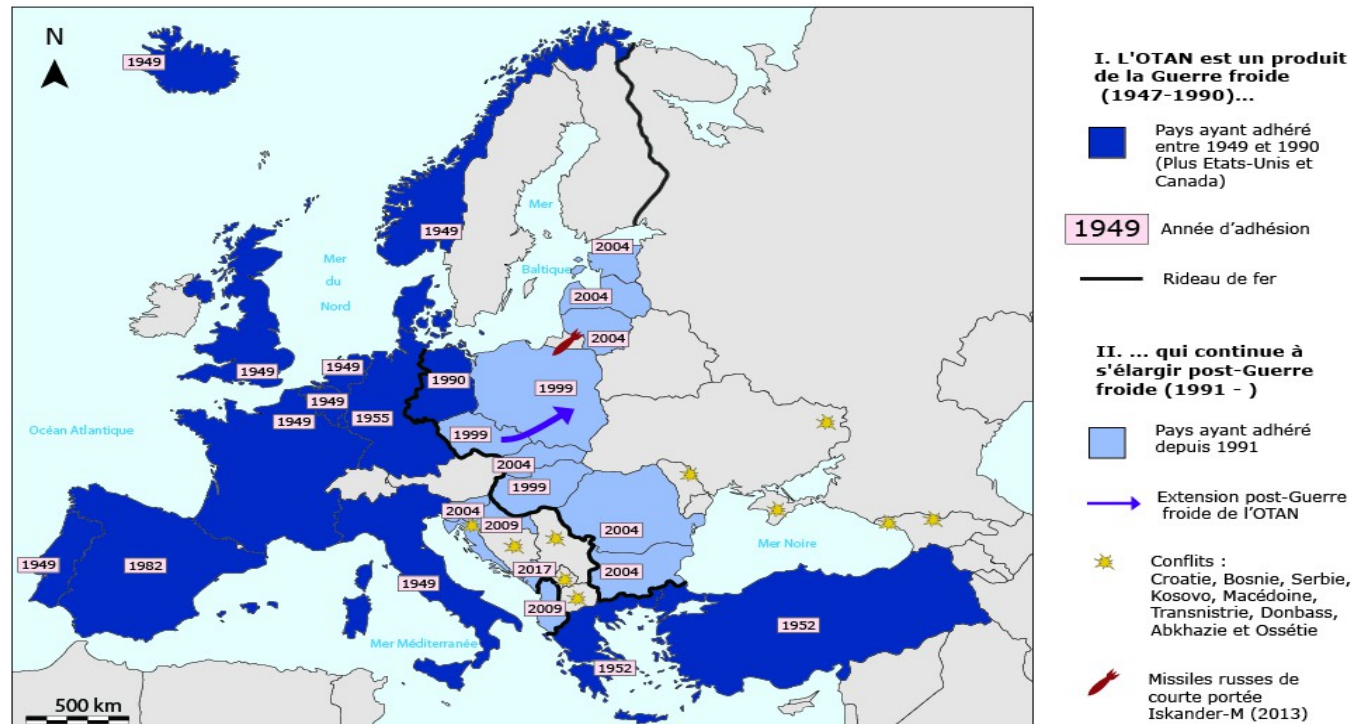 N
1949
1949
Mer
du
Nord
Mer
Baltique
2004
2004
2004
1949
1949
1949
1949
1955
1990
1999
1999
Océan Atlantique
2004
1999
2004
2009
2004
Mer Noire
2017
2004
2009
1949
1982
1949
Mer Méditerranée
1952
1952
500 km
I. L'OTAN est un produit
de la Guerre froide
(1947-1990)...
Pays ayant adhéré
entre 1949 et 1990
(Plus Etats-Unis et
Canada)
1949 Année d'adhésion
Rideau de fer
II. ... qui continue à
s'élargir post-Guerre
froide (1991 - )
Pays ayant adhéré
depuis 1991
Extension post-Guerre
froide de l'OTAN
Conflits :
Croatie, Bosnie, Serbie,
Kosovo, Macédoine,
Transnistrie, Donbass,
Abkhazie et Ossétie
Missiles russes de
courte portée
Iskander-M (2013)